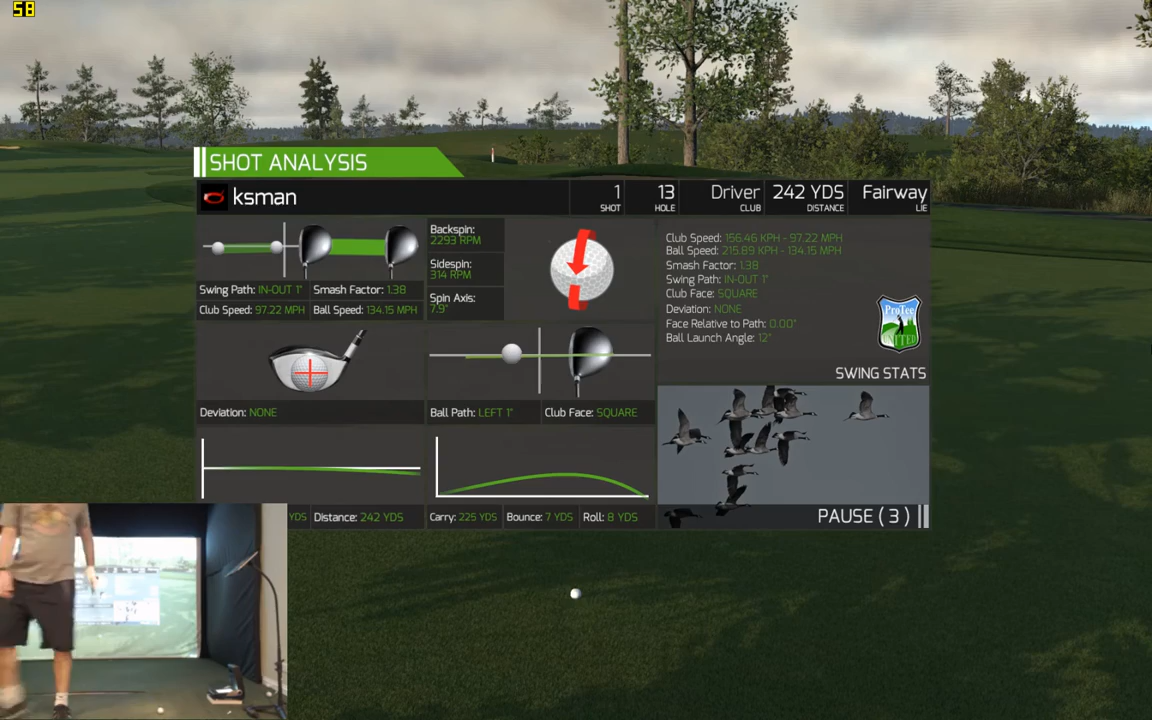 58
SHOT ANALYSIS
ksman
1 SHOT
13 HOLE
Driver CLUB
242 YDS DISTANCE
Fairway LIE
Swing Path: IN-OUT 1° Smash Factor: 1.38
Club Speed: 97.22 MPH Ball Speed: 134.15 MPH
Backspin:
2293 RPM
Sidespin:
314 RPM
Spin Axis:
7.9°
Club Speed: 156.46 KPH - 97.22 MPH
Ball Speed: 215.89 KPH - 134.15 MPH
Smash Factor: 1.38
Swing Path: IN-OUT 1°
Club Face: SQUARE
Deviation: NONE
Face Relative to Path: 0.00°
Ball Launch Angle: 12°
ProTee
UNITED
SWING STATS
Deviation: NONE
Ball Path: LEFT 1° Club Face: SQUARE
YDS Distance: 242 YDS
Carry: 225 YDS Bounce: 7 YDS Roll: 8 YDS
PAUSE ( 3 )